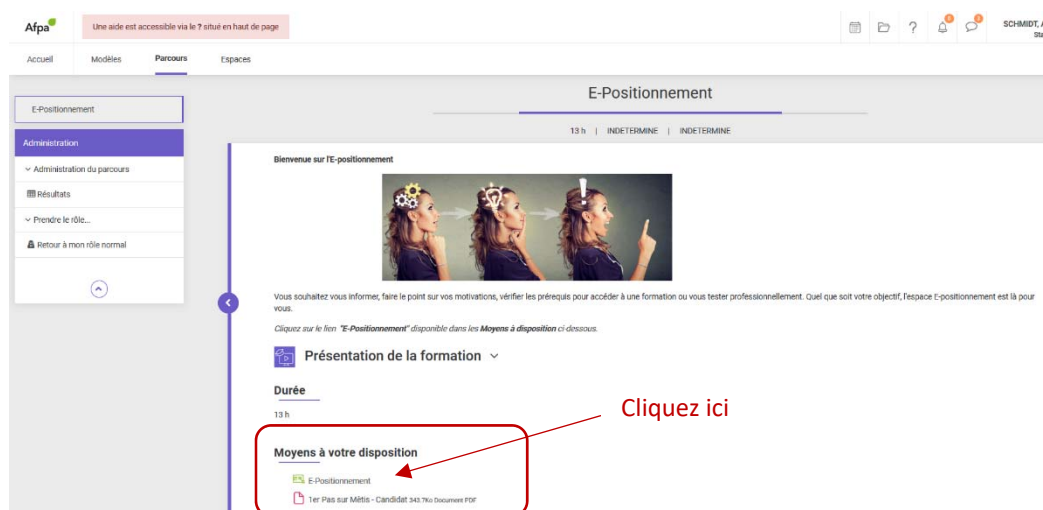 Afpa
Une aide est accessible via le ? situé en haut de page
SCHMIDT, A
Sta
Accueil Modèles Parcours Espaces
E-Positionnement
E-Positionnement
13 h | INDETERMINE | INDETERMINE
Administration
Administration du parcours
Résultats
Prendre le rôle...
Retour à mon rôle normal
Bienvenue sur l'E-positionnement
Vous souhaitez vous informer, faire le point sur vos motivations, vérifier les prérequis pour accéder à une formation ou vous tester professionnellement. Quel que soit votre objectif, l'espace E-positionnement est là pour
vous.
Cliquez sur le lien "E-Positionnement" disponible dans les Moyens à disposition ci-dessous.
Présentation de la formation
Durée
13 h
Cliquez ici
Moyens à votre disposition
E-Positionnement
1er Pas sur Mètis - Candidat 343.7Ko Document PDF